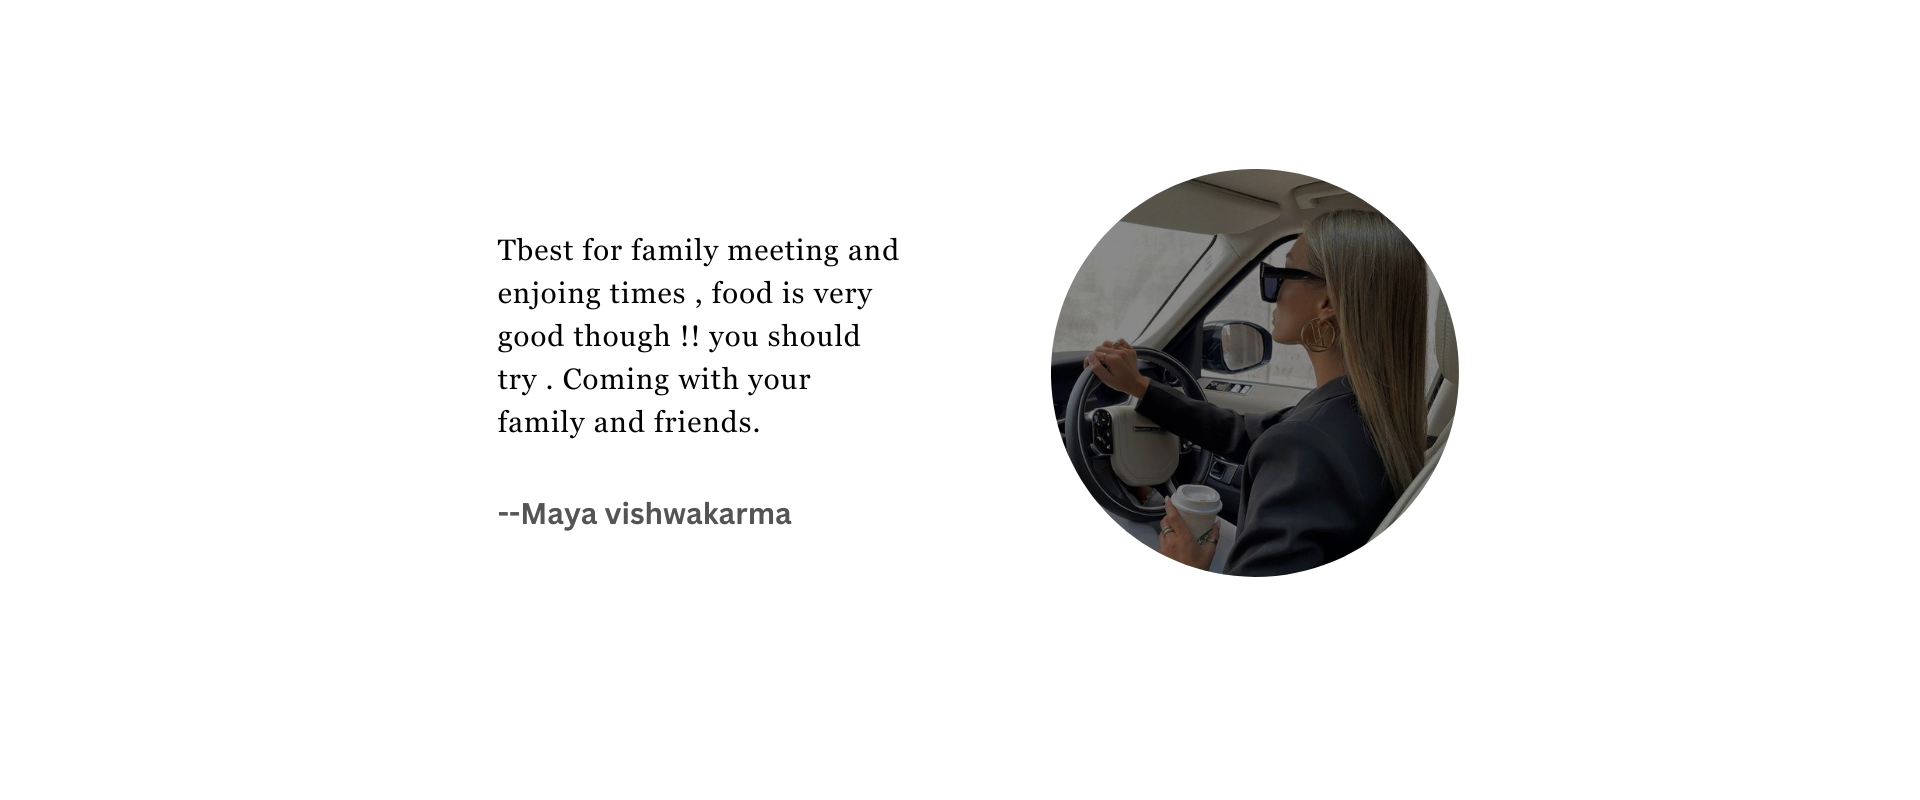 Tbest for family meeting and
enjoing times , food is very
good though !! you should
try . Coming with your
family and friends.
--Maya vishwakarma